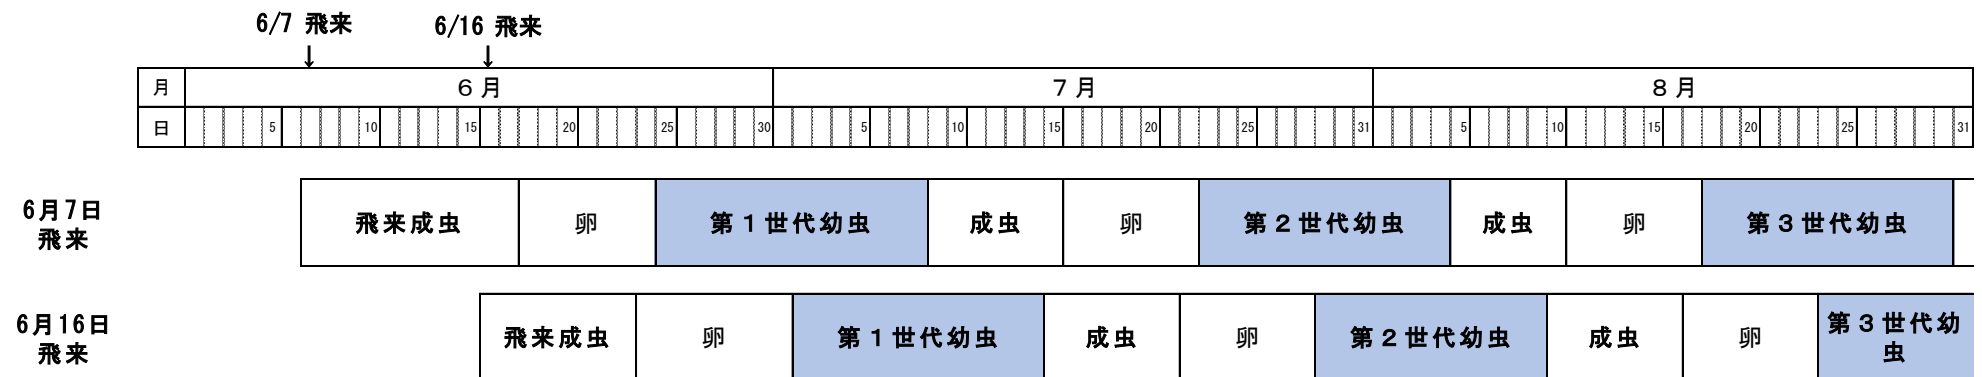 6/7 飛来 6/16 飛来
↓ ↓
月 6月 7月 8月
日 5 10 15 20 25 30 5 10 15 20 25 31 5 10 15 20 25 31
6月7日
飛来
飛来成虫 卵 第1世代幼虫 成虫 卵 第2世代幼虫 成虫 卵 第3世代幼虫
6月16日
飛来
飛来成虫 卵 第1世代幼虫 成虫 卵 第2世代幼虫 成虫 卵 第3世代幼
虫